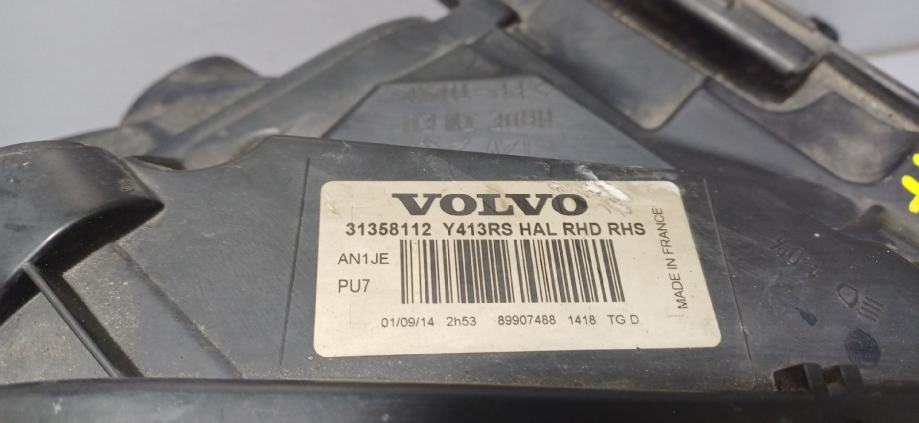 VOLVO
31358112 Y413RS HAL RHD RHS
AN1JE
PU7
01/09/14 2h53 89907488 1418 TG D
MADE IN FRANCE